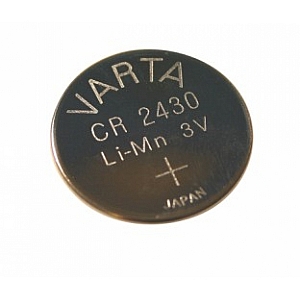 VARTA
CR 2430
Li-Mn 3V
+
JAPAN